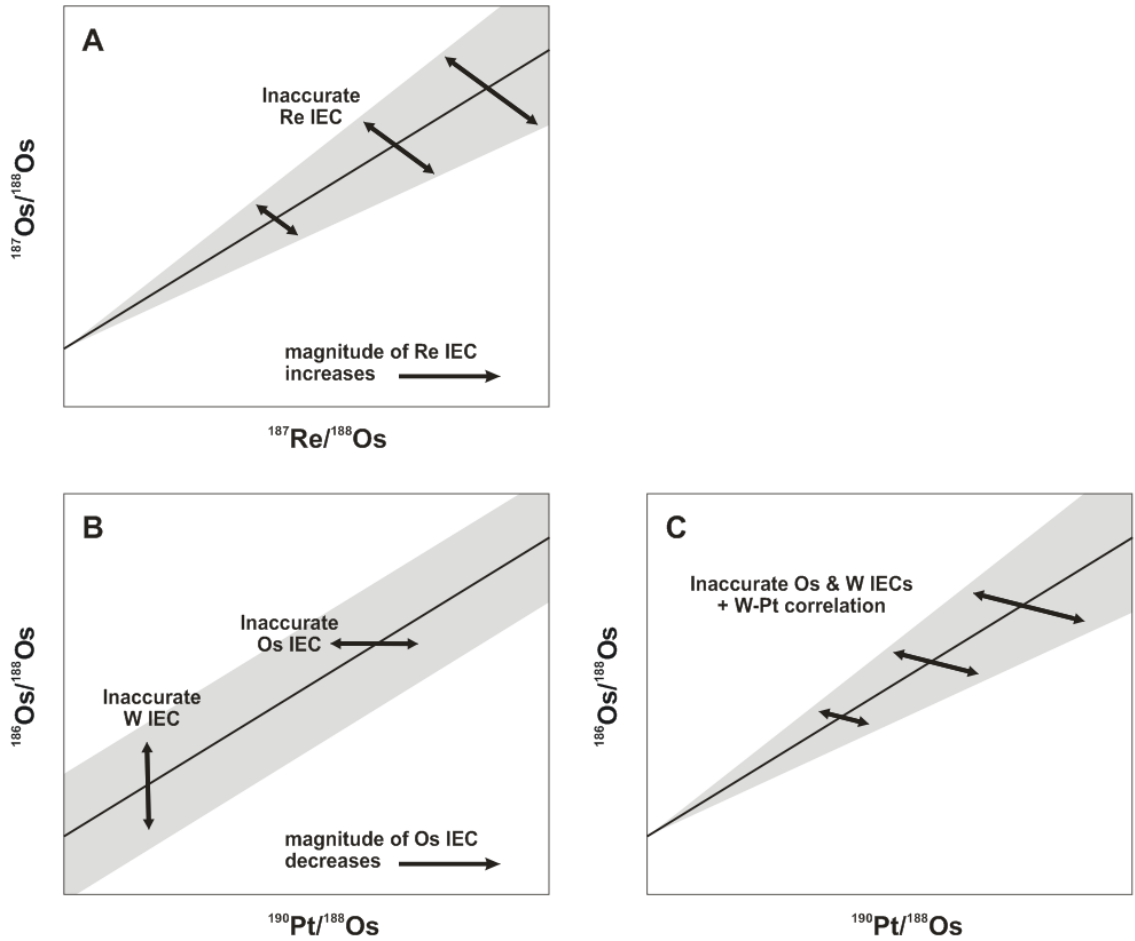 A
Inaccurate
Re IEC
magnitude of Re IEC
increases
¹⁸⁷Os/¹⁸⁸Os
¹⁸⁷Re/¹⁸⁸Os
B
Inaccurate
Os IEC
Inaccurate
W IEC
magnitude of Os IEC
decreases
¹⁸⁶Os/¹⁸⁸Os
¹⁹⁰Pt/¹⁸⁸Os
C
Inaccurate Os & W IECs
+ W-Pt correlation
¹⁸⁶Os/¹⁸⁸Os
¹⁹⁰Pt/¹⁸⁸Os